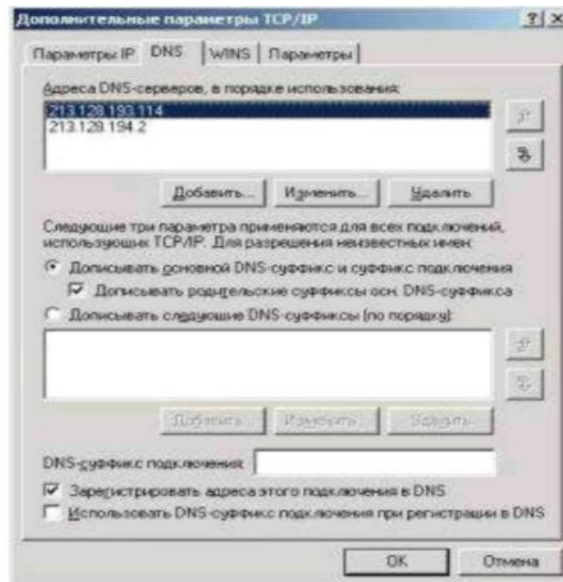 Дополнительные параметры TCP/IP
Параметры IP DNS WINS Параметры
Адреса DNS-серверов, в порядке использования:
213.128.193.114
213.128.194.2
Добавить... Изменить... Удалить
Следующие три параметра применяются для всех подключений,
использующих TCP/IP. Для разрешения неизвестных имен:
Дописывать основной DNS-суффикс и суффикс подключения
Дописывать родительские суффиксы осн. DNS-суффикса
Дописывать следующие DNS-суффиксы (по порядку):
Добавить... Изменить... Удалить
DNS-суффикс подключения:
Зарегистрировать адреса этого подключения в DNS
Использовать DNS-суффикс подключения при регистрации в DNS
OK Отмена